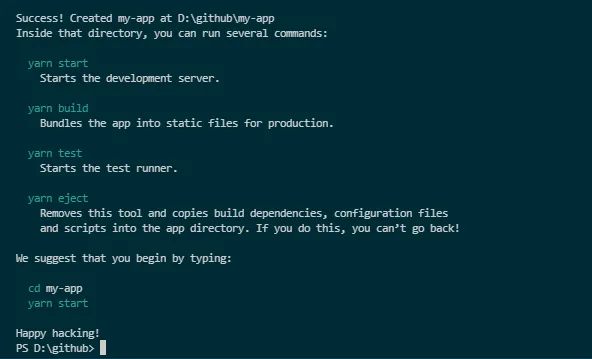 Success! Created my-app at D:\github\my-app
Inside that directory, you can run several commands:
yarn start
Starts the development server.
yarn build
Bundles the app into static files for production.
yarn test
Starts the test runner.
yarn eject
Removes this tool and copies build dependencies, configuration files
and scripts into the app directory. If you do this, you can’t go back!
We suggest that you begin by typing:
cd my-app
yarn start
Happy hacking!
PS D:\github>